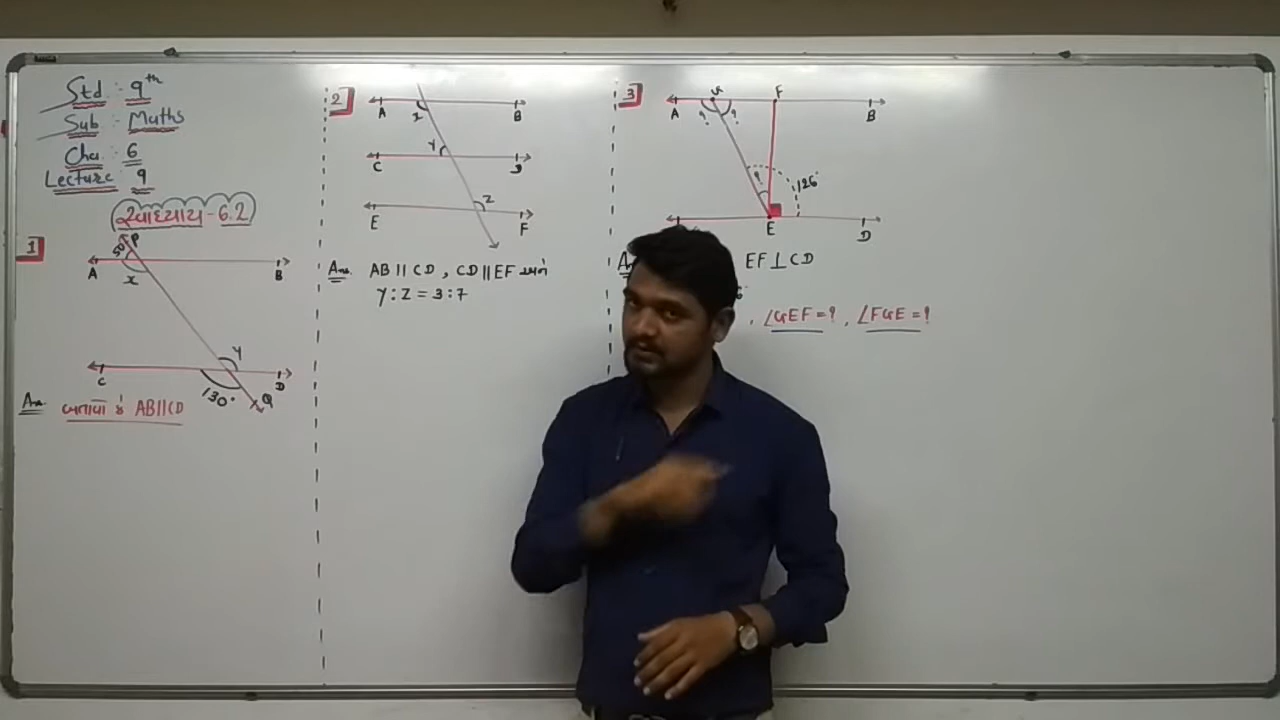 Std : 9th
Sub : Maths
Cha : 6
Lecture : 9
સ્વાધ્યાય - 6.2
1
P
50°
A
B
x
y
C
D
130°
Q
Ans બતાવો કે AB||CD
2
A
B
x
Y
C
D
Z
E
F
Ans. AB || CD , CD || EF અને
Y : Z = 3 : 7
3
G
F
A
B
? ?
?
126°
E
D
EF ⊥ CD
, ∠GEF = ? , ∠FGE = ?